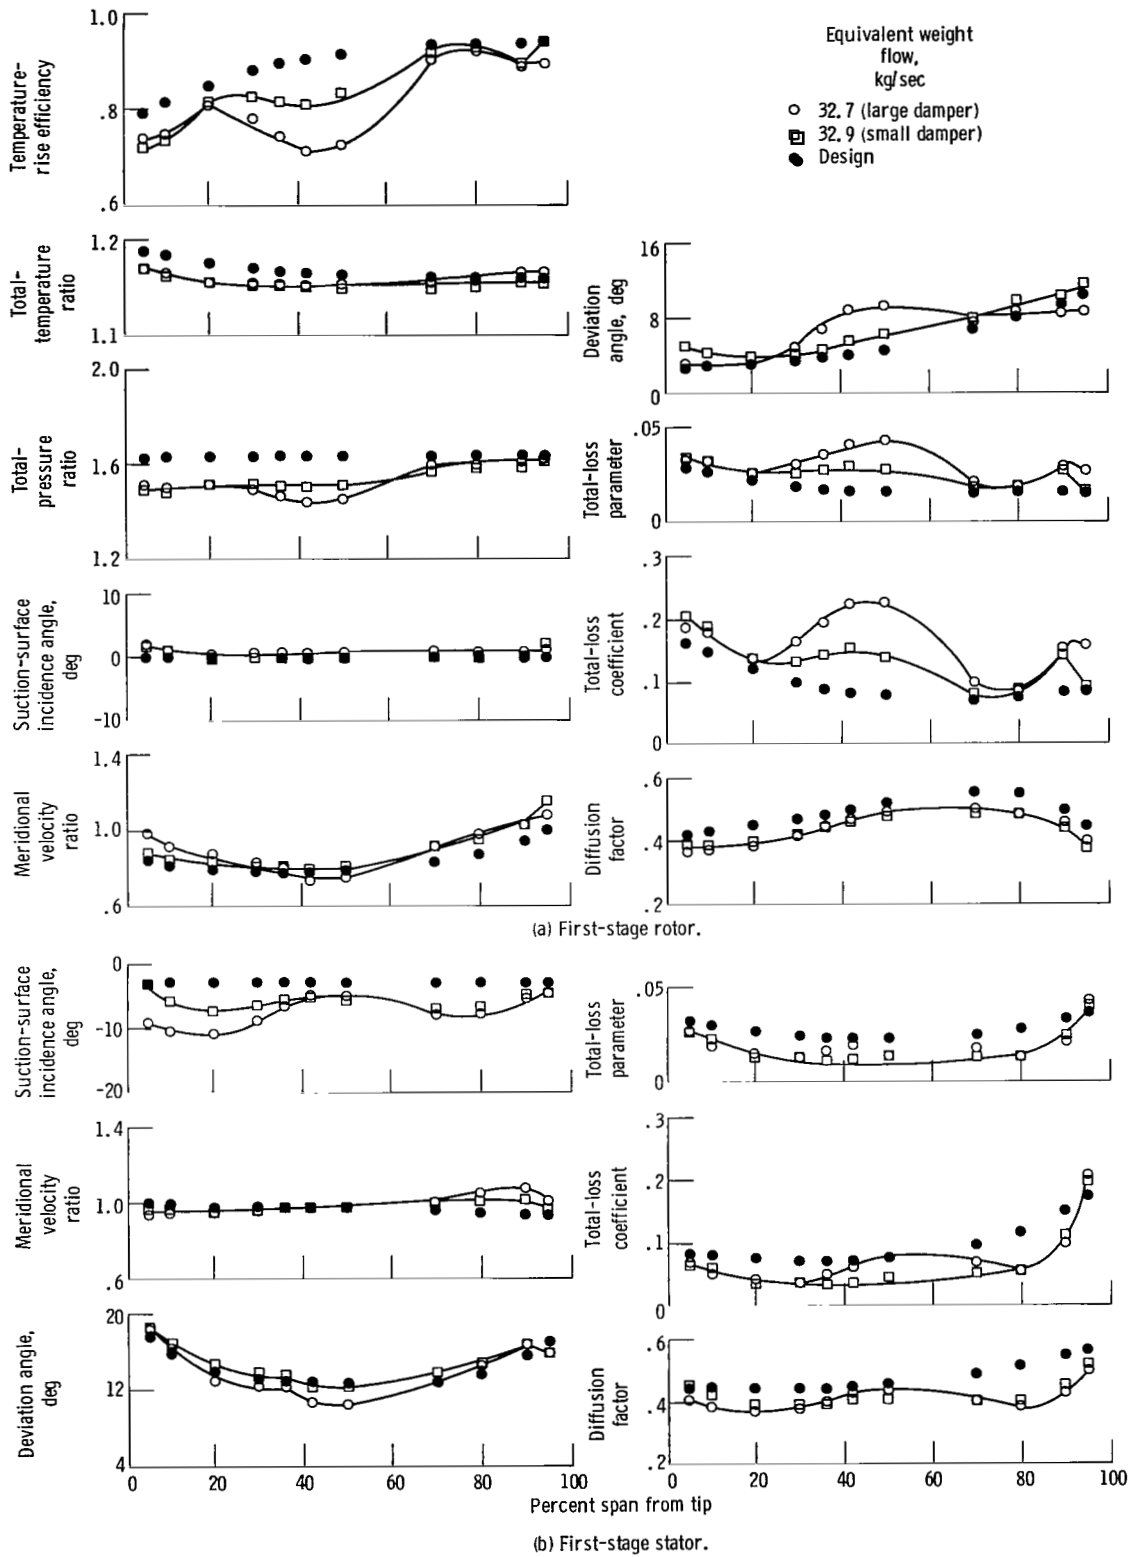 Equivalent weight
flow,
kg/sec
32.7 (large damper)
32.9 (small damper)
Design
1.0
.8
.6
Temperature-
rise efficiency
1.2
1.1
Total-
temperature
ratio
2.0
1.6
1.2
Total-
pressure
ratio
10
0
-10
Suction-surface
incidence angle,
deg
1.4
1.0
.6
Meridional
velocity
ratio
16
8
0
Deviation
angle, deg
.05
0
Total-loss
parameter
.3
.2
.1
0
Total-loss
coefficient
.6
.4
.2
Diffusion
factor
(a) First-stage rotor.
0
-10
-20
Suction-surface
incidence angle,
deg
1.4
1.0
.6
Meridional
velocity
ratio
20
12
4
Deviation angle,
deg
0 20 40 60 80 100
.05
0
Total-loss
parameter
.3
.2
.1
0
Total-loss
coefficient
.6
.4
.2
Diffusion
factor
0 20 40 60 80 100
Percent span from tip
(b) First-stage stator.